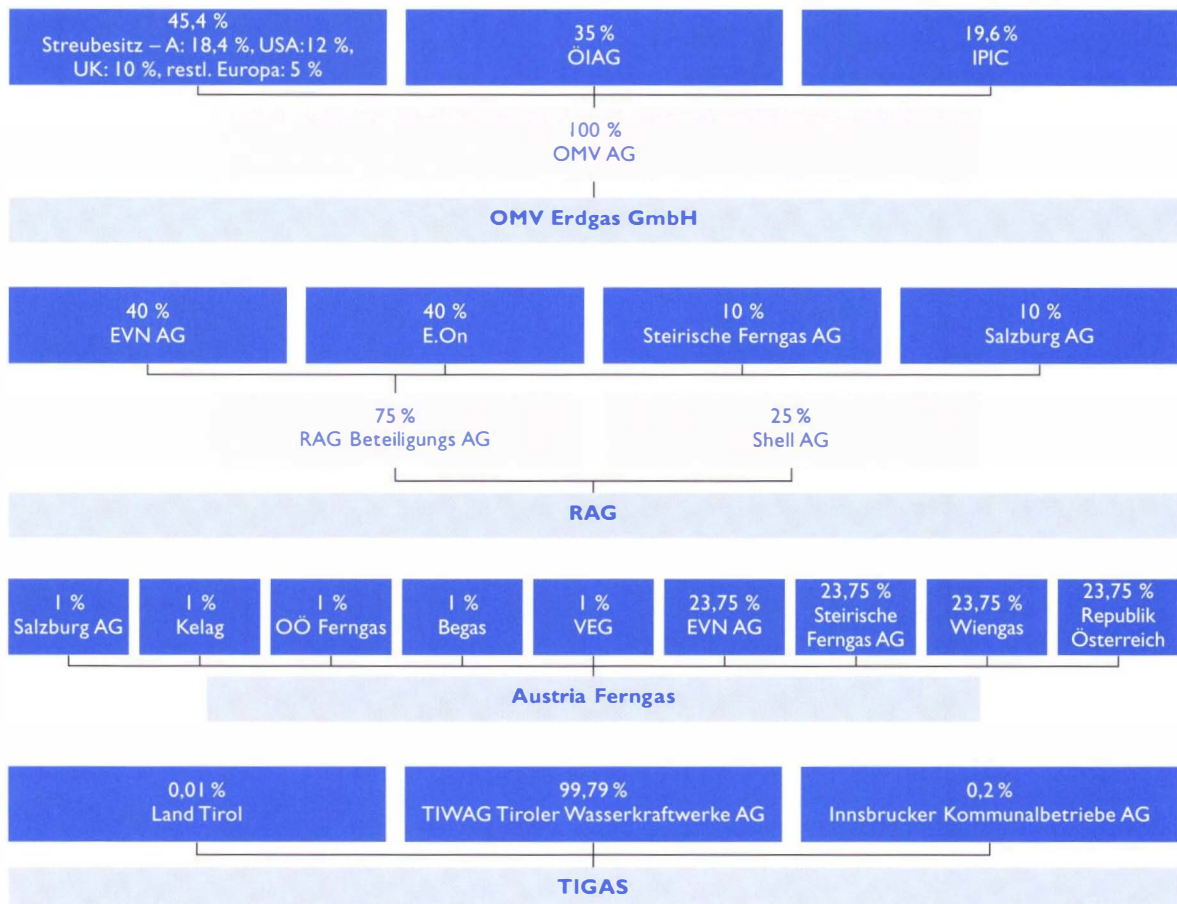 45,4 %
Streubesitz – A: 18,4 %, USA:12 %,
UK: 10 %, restl. Europa: 5 %
35 %
ÖIAG
19,6 %
IPIC
100 %
OMV AG
OMV Erdgas GmbH
40 %
EVN AG
40 %
E.On
10 %
Steirische Ferngas AG
10 %
Salzburg AG
75 %
RAG Beteiligungs AG
25 %
Shell AG
RAG
1 %
Salzburg AG
1 %
Kelag
1 %
OÖ Ferngas
1 %
Begas
1 %
VEG
23,75 %
EVN AG
23,75 %
Steirische
Ferngas AG
23,75 %
Wiengas
23,75 %
Republik
Österreich
Austria Ferngas
0,01 %
Land Tirol
99,79 %
TIWAG Tiroler Wasserkraftwerke AG
0,2 %
Innsbrucker Kommunalbetriebe AG
TIGAS